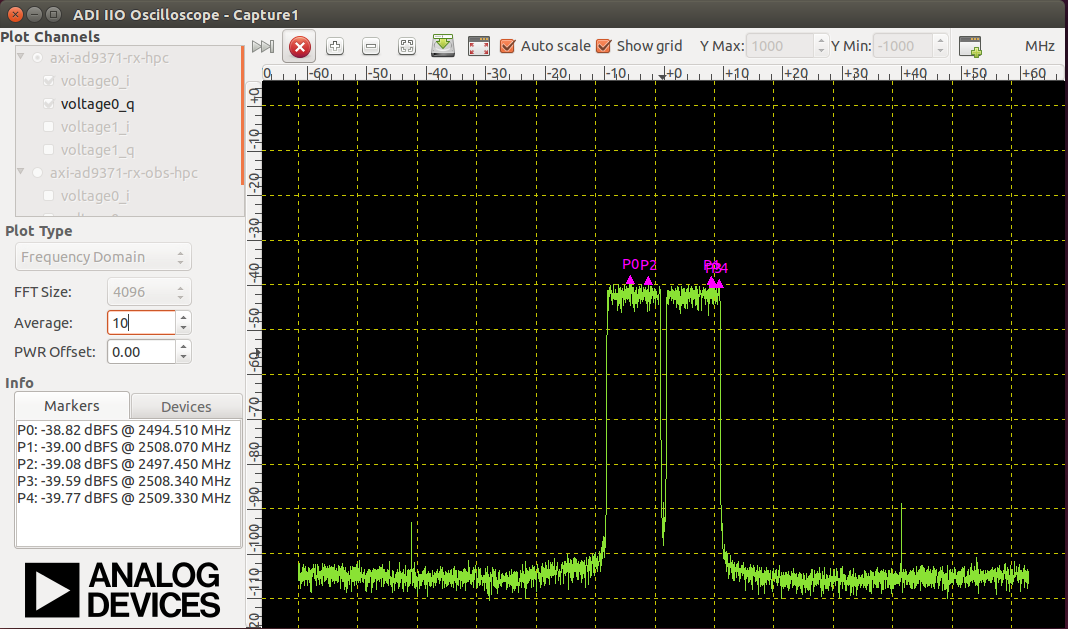 ADI IIO Oscilloscope - Capture1
Plot Channels
axi-ad9371-rx-hpc
voltage0_i
voltage0_q
voltage1_i
voltage1_q
axi-ad9371-rx-obs-hpc
voltage0_i
Plot Type
Frequency Domain
FFT Size: 4096
Average: 10
PWR Offset: 0.00
Info
Markers Devices
P0: -38.82 dBFS @ 2494.510 MHz
P1: -39.00 dBFS @ 2508.070 MHz
P2: -39.08 dBFS @ 2497.450 MHz
P3: -39.59 dBFS @ 2508.340 MHz
P4: -39.77 dBFS @ 2509.330 MHz
ANALOG
DEVICES
Auto scale Show grid Y Max: 1000 Y Min: -1000 MHz
0 -60 -50 -40 -30 -20 -10 +0 +10 +20 +30 +40 +50 +60
+0
-10
-20
-30
-40
-50
-60
-70
-80
-90
-100
-110
P0 P2